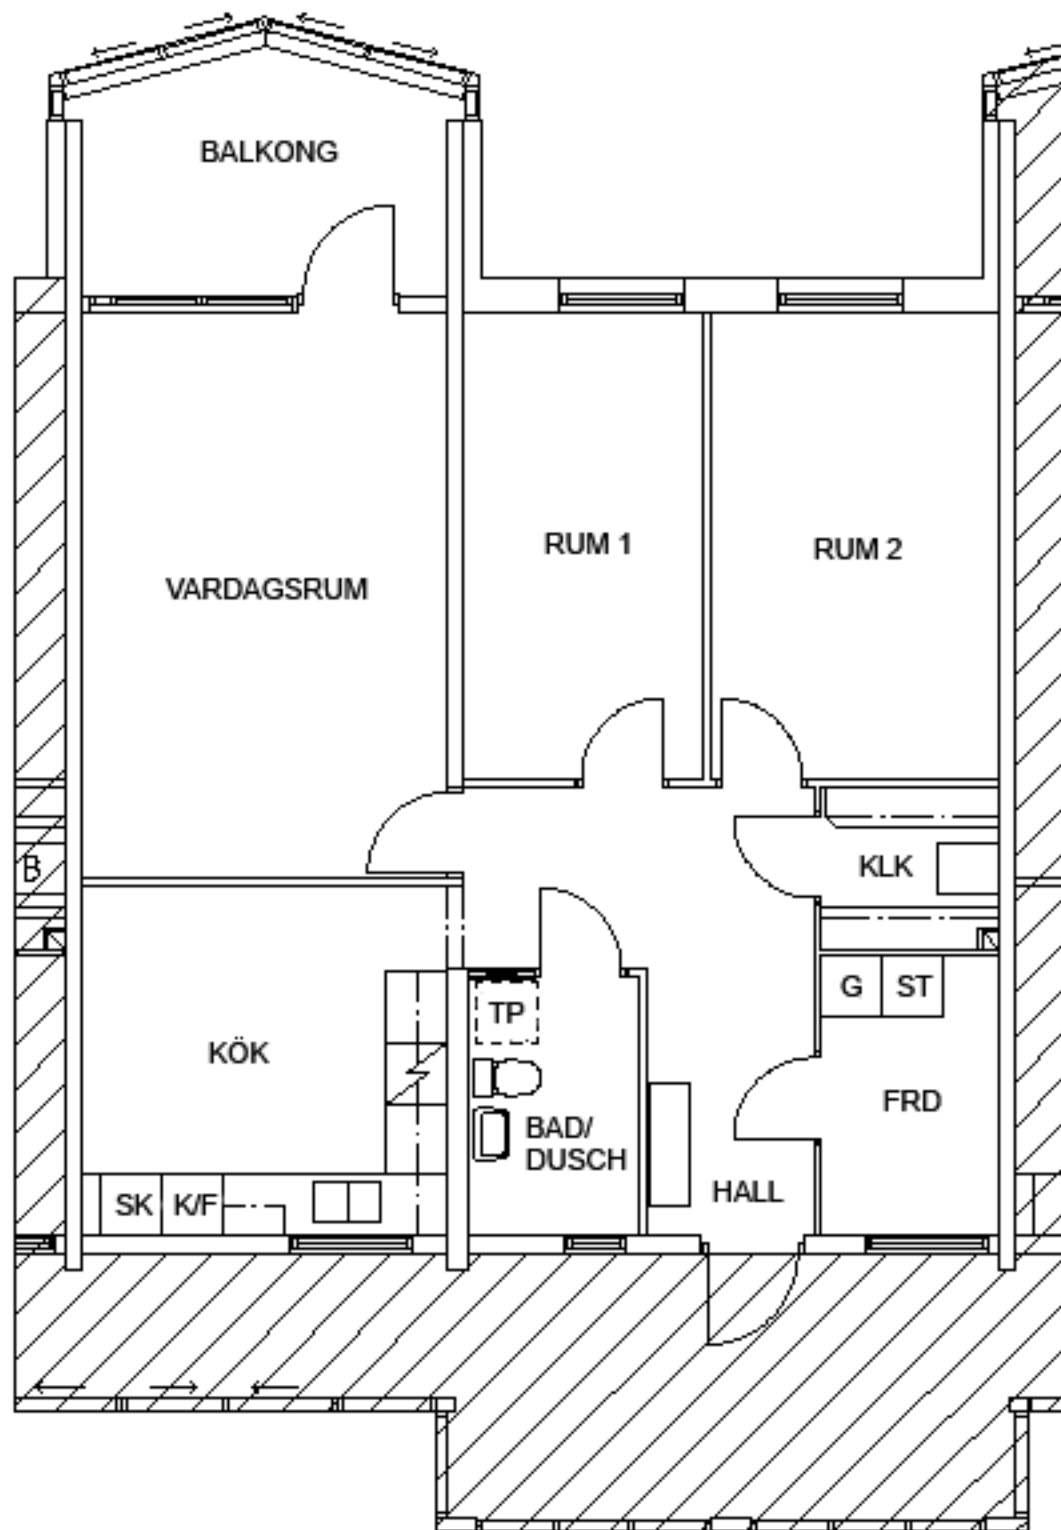 BALKONG
RUM 1
RUM 2
VARDAGSRUM
B
KLK
G
ST
TP
KÖK
FRD
BAD/
DUSCH
HALL
SK
K/F